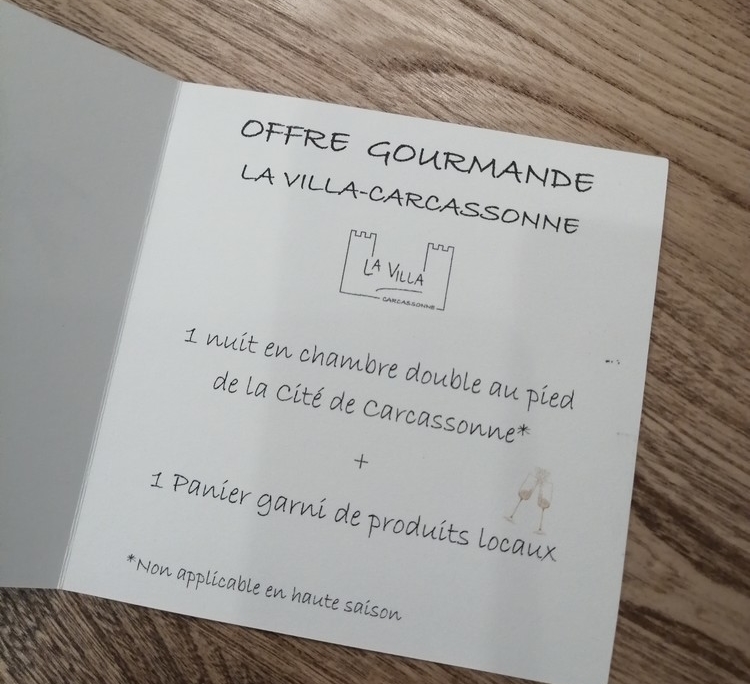 OFFRE GOURMANDE
LA VILLA-CARCASSONNE
LA VILLA
CARCASSONNE
1 nuit en chambre double au pied
de la Cité de Carcassonne*
+
1 Panier garni de produits locaux
*Non applicable en haute saison